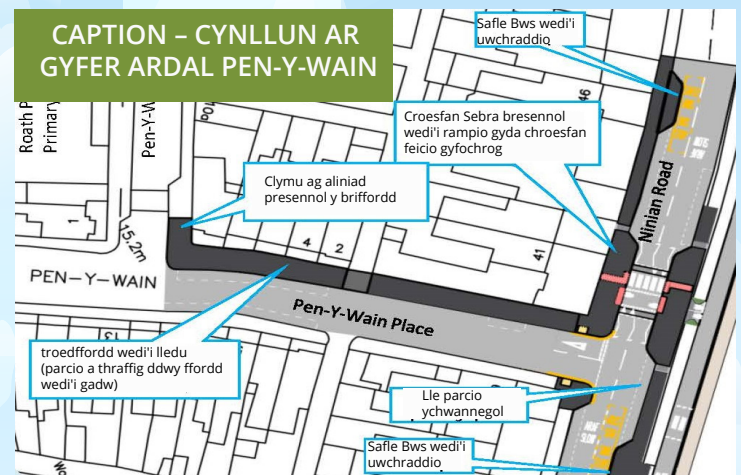 CAPTION – CYNLLUN AR
GYFER ARDAL PEN-Y-WAIN
Safle Bws wedi'i
uwchraddio
Roath
Primary
Pen-Y-W
46
Croesfan Sebra bresennol
wedi'i rampio gyda chroesfan
feicio gyfochrog
Clymu ag aliniad
presennol y briffordd
Ninian Road
1
15.2m
4
2
41
PEN-Y-WAIN
Pen-Y-Wain Place
13
troedffordd wedi'i lledu
(parcio a thraffig ddwy ffordd
wedi'i gadw)
Lle parcio
ychwannegol
Safle Bws wedi'i
uwchraddio